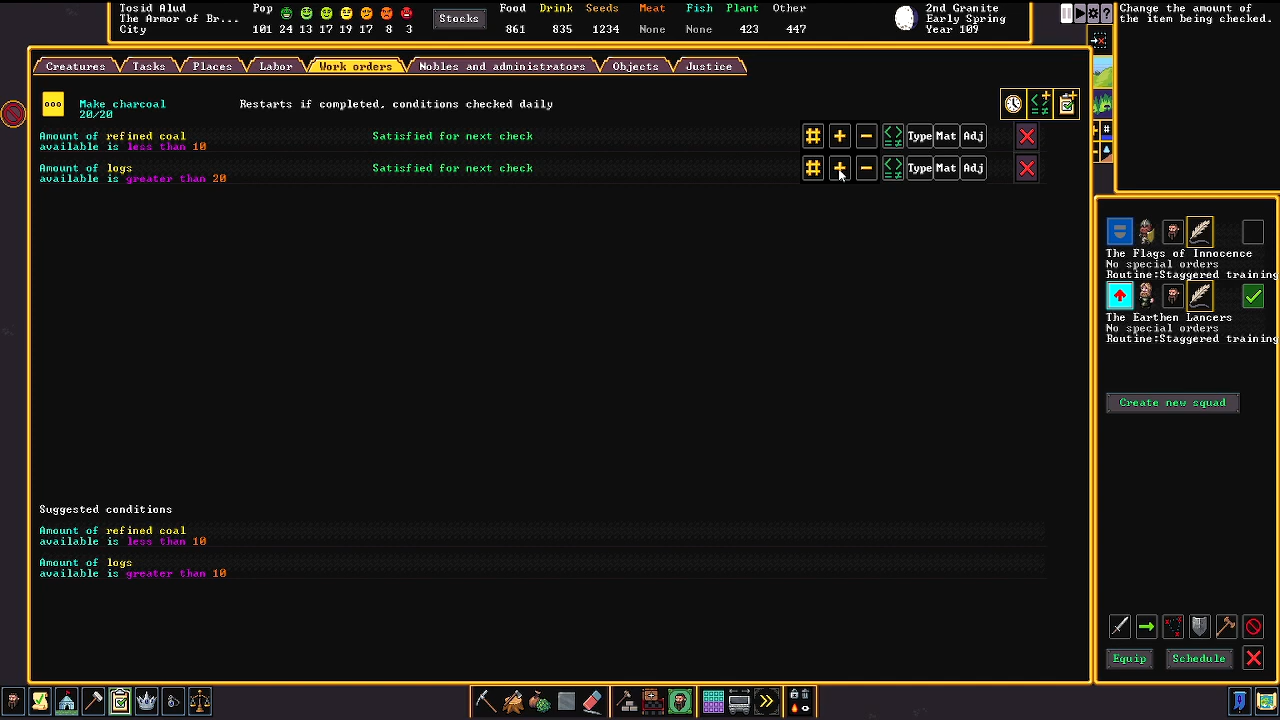 Tosid Alud
The Armor of Br...
City
Pop
101 24 13 17 19 17 8 3
Stocks
Food Drink Seeds Meat Fish Plant Other
861 835 1234 None None 423 447
2nd Granite
Early Spring
Year 109
?
Change the amount of
the item being checked.
Creatures Tasks Places Labor Work orders Nobles and administrators Objects Justice
Make charcoal
20/20
Restarts if completed, conditions checked daily
Amount of refined coal
available is less than 10
Satisfied for next check
Type Mat Adj
Amount of logs
available is greater than 20
Satisfied for next check
Type Mat Adj
Suggested conditions
Amount of refined coal
available is less than 10
Amount of logs
available is greater than 10
The Flags of Innocence
No special orders
Routine:Staggered training
The Earthen Lancers
No special orders
Routine:Staggered training
Create new squad
Equip Schedule